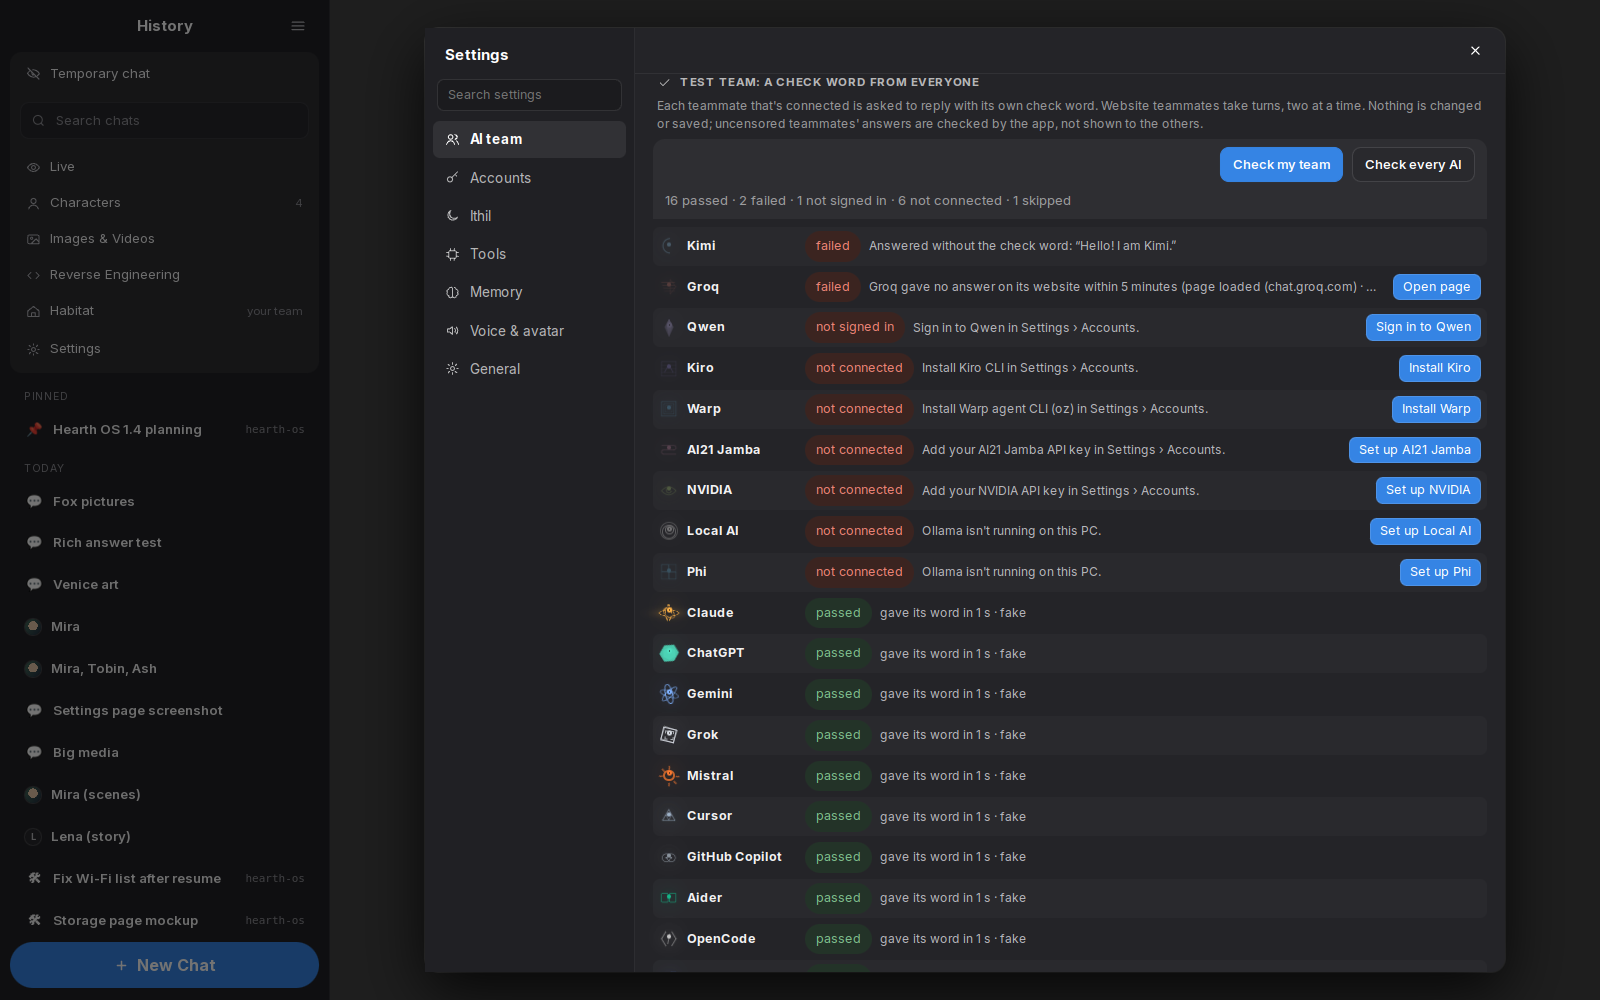 History
Temporary chat
Search chats
Live
Characters 4
Images & Videos
Reverse Engineering
Habitat your team
Settings
PINNED
Hearth OS 1.4 planning hearth-os
TODAY
Fox pictures
Rich answer test
Venice art
Mira
Mira, Tobin, Ash
Settings page screenshot
Big media
Mira (scenes)
L Lena (story)
Fix Wi-Fi list after resume hearth-os
Storage page mockup hearth-os
+ New Chat
Settings
Search settings
AI team
Accounts
Ithil
Tools
Memory
Voice & avatar
General
TEST TEAM: A CHECK WORD FROM EVERYONE
Each teammate that's connected is asked to reply with its own check word. Website teammates take turns, two at a time. Nothing is changed
or saved; uncensored teammates' answers are checked by the app, not shown to the others.
Check my team Check every AI
16 passed · 2 failed · 1 not signed in · 6 not connected · 1 skipped
Kimi failed Answered without the check word: "Hello! I am Kimi."
Groq failed Groq gave no answer on its website within 5 minutes (page loaded (chat.groq.com) · ... Open page
Qwen not signed in Sign in to Qwen in Settings › Accounts. Sign in to Qwen
Kiro not connected Install Kiro CLI in Settings › Accounts. Install Kiro
Warp not connected Install Warp agent CLI (oz) in Settings › Accounts. Install Warp
AI21 Jamba not connected Add your AI21 Jamba API key in Settings › Accounts. Set up AI21 Jamba
NVIDIA not connected Add your NVIDIA API key in Settings › Accounts. Set up NVIDIA
Local AI not connected Ollama isn't running on this PC. Set up Local AI
Phi not connected Ollama isn't running on this PC. Set up Phi
Claude passed gave its word in 1 s · fake
ChatGPT passed gave its word in 1 s · fake
Gemini passed gave its word in 1 s · fake
Grok passed gave its word in 1 s · fake
Mistral passed gave its word in 1 s · fake
Cursor passed gave its word in 1 s · fake
GitHub Copilot passed gave its word in 1 s · fake
Aider passed gave its word in 1 s · fake
OpenCode passed gave its word in 1 s · fake